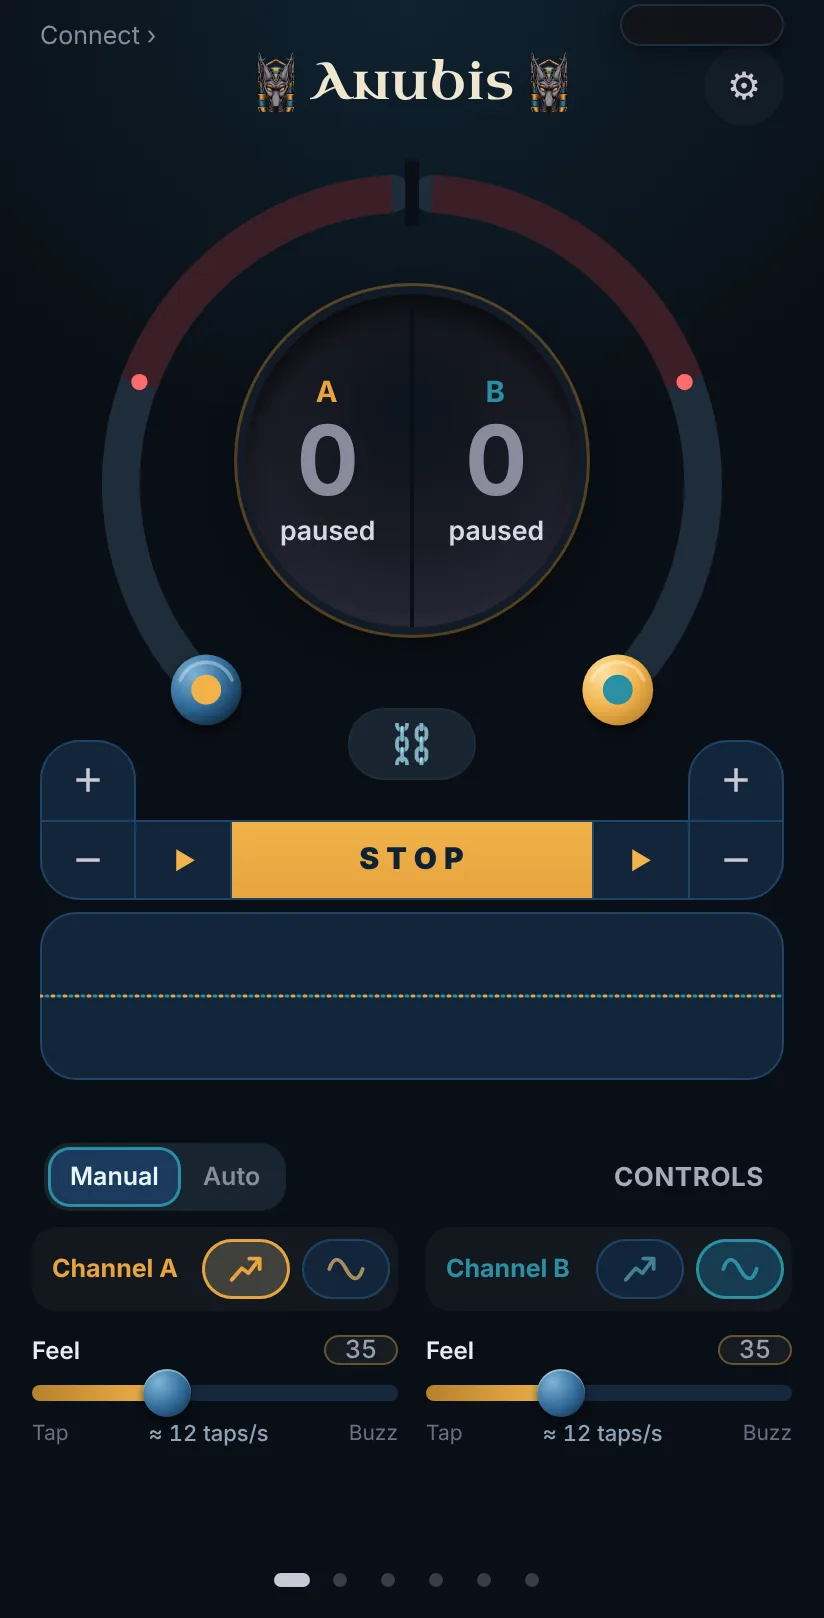 Connect ›
Anubis
A B
0 0
paused paused
+ +
− STOP −
Manual Auto CONTROLS
Channel A Channel B
Feel 35 Feel 35
Tap ≈ 12 taps/s Buzz Tap ≈ 12 taps/s Buzz